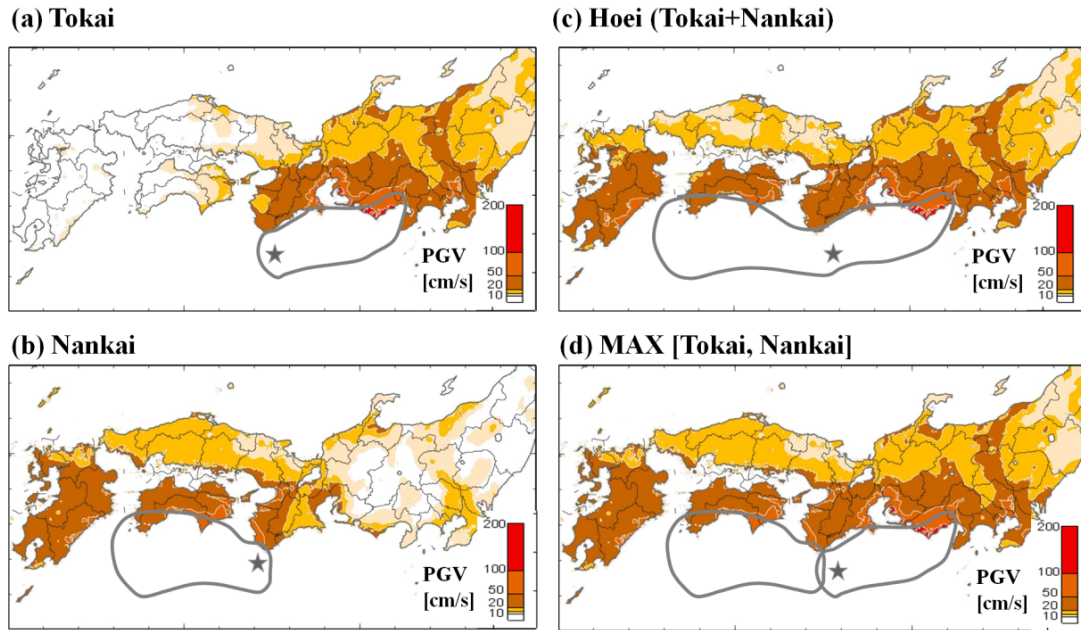 (a) Tokai
200
100
50
20
10
PGV
[cm/s]
(c) Hoei (Tokai+Nankai)
200
100
50
20
10
PGV
[cm/s]
(b) Nankai
200
100
50
20
10
PGV
[cm/s]
(d) MAX [Tokai, Nankai]
200
100
50
20
10
PGV
[cm/s]